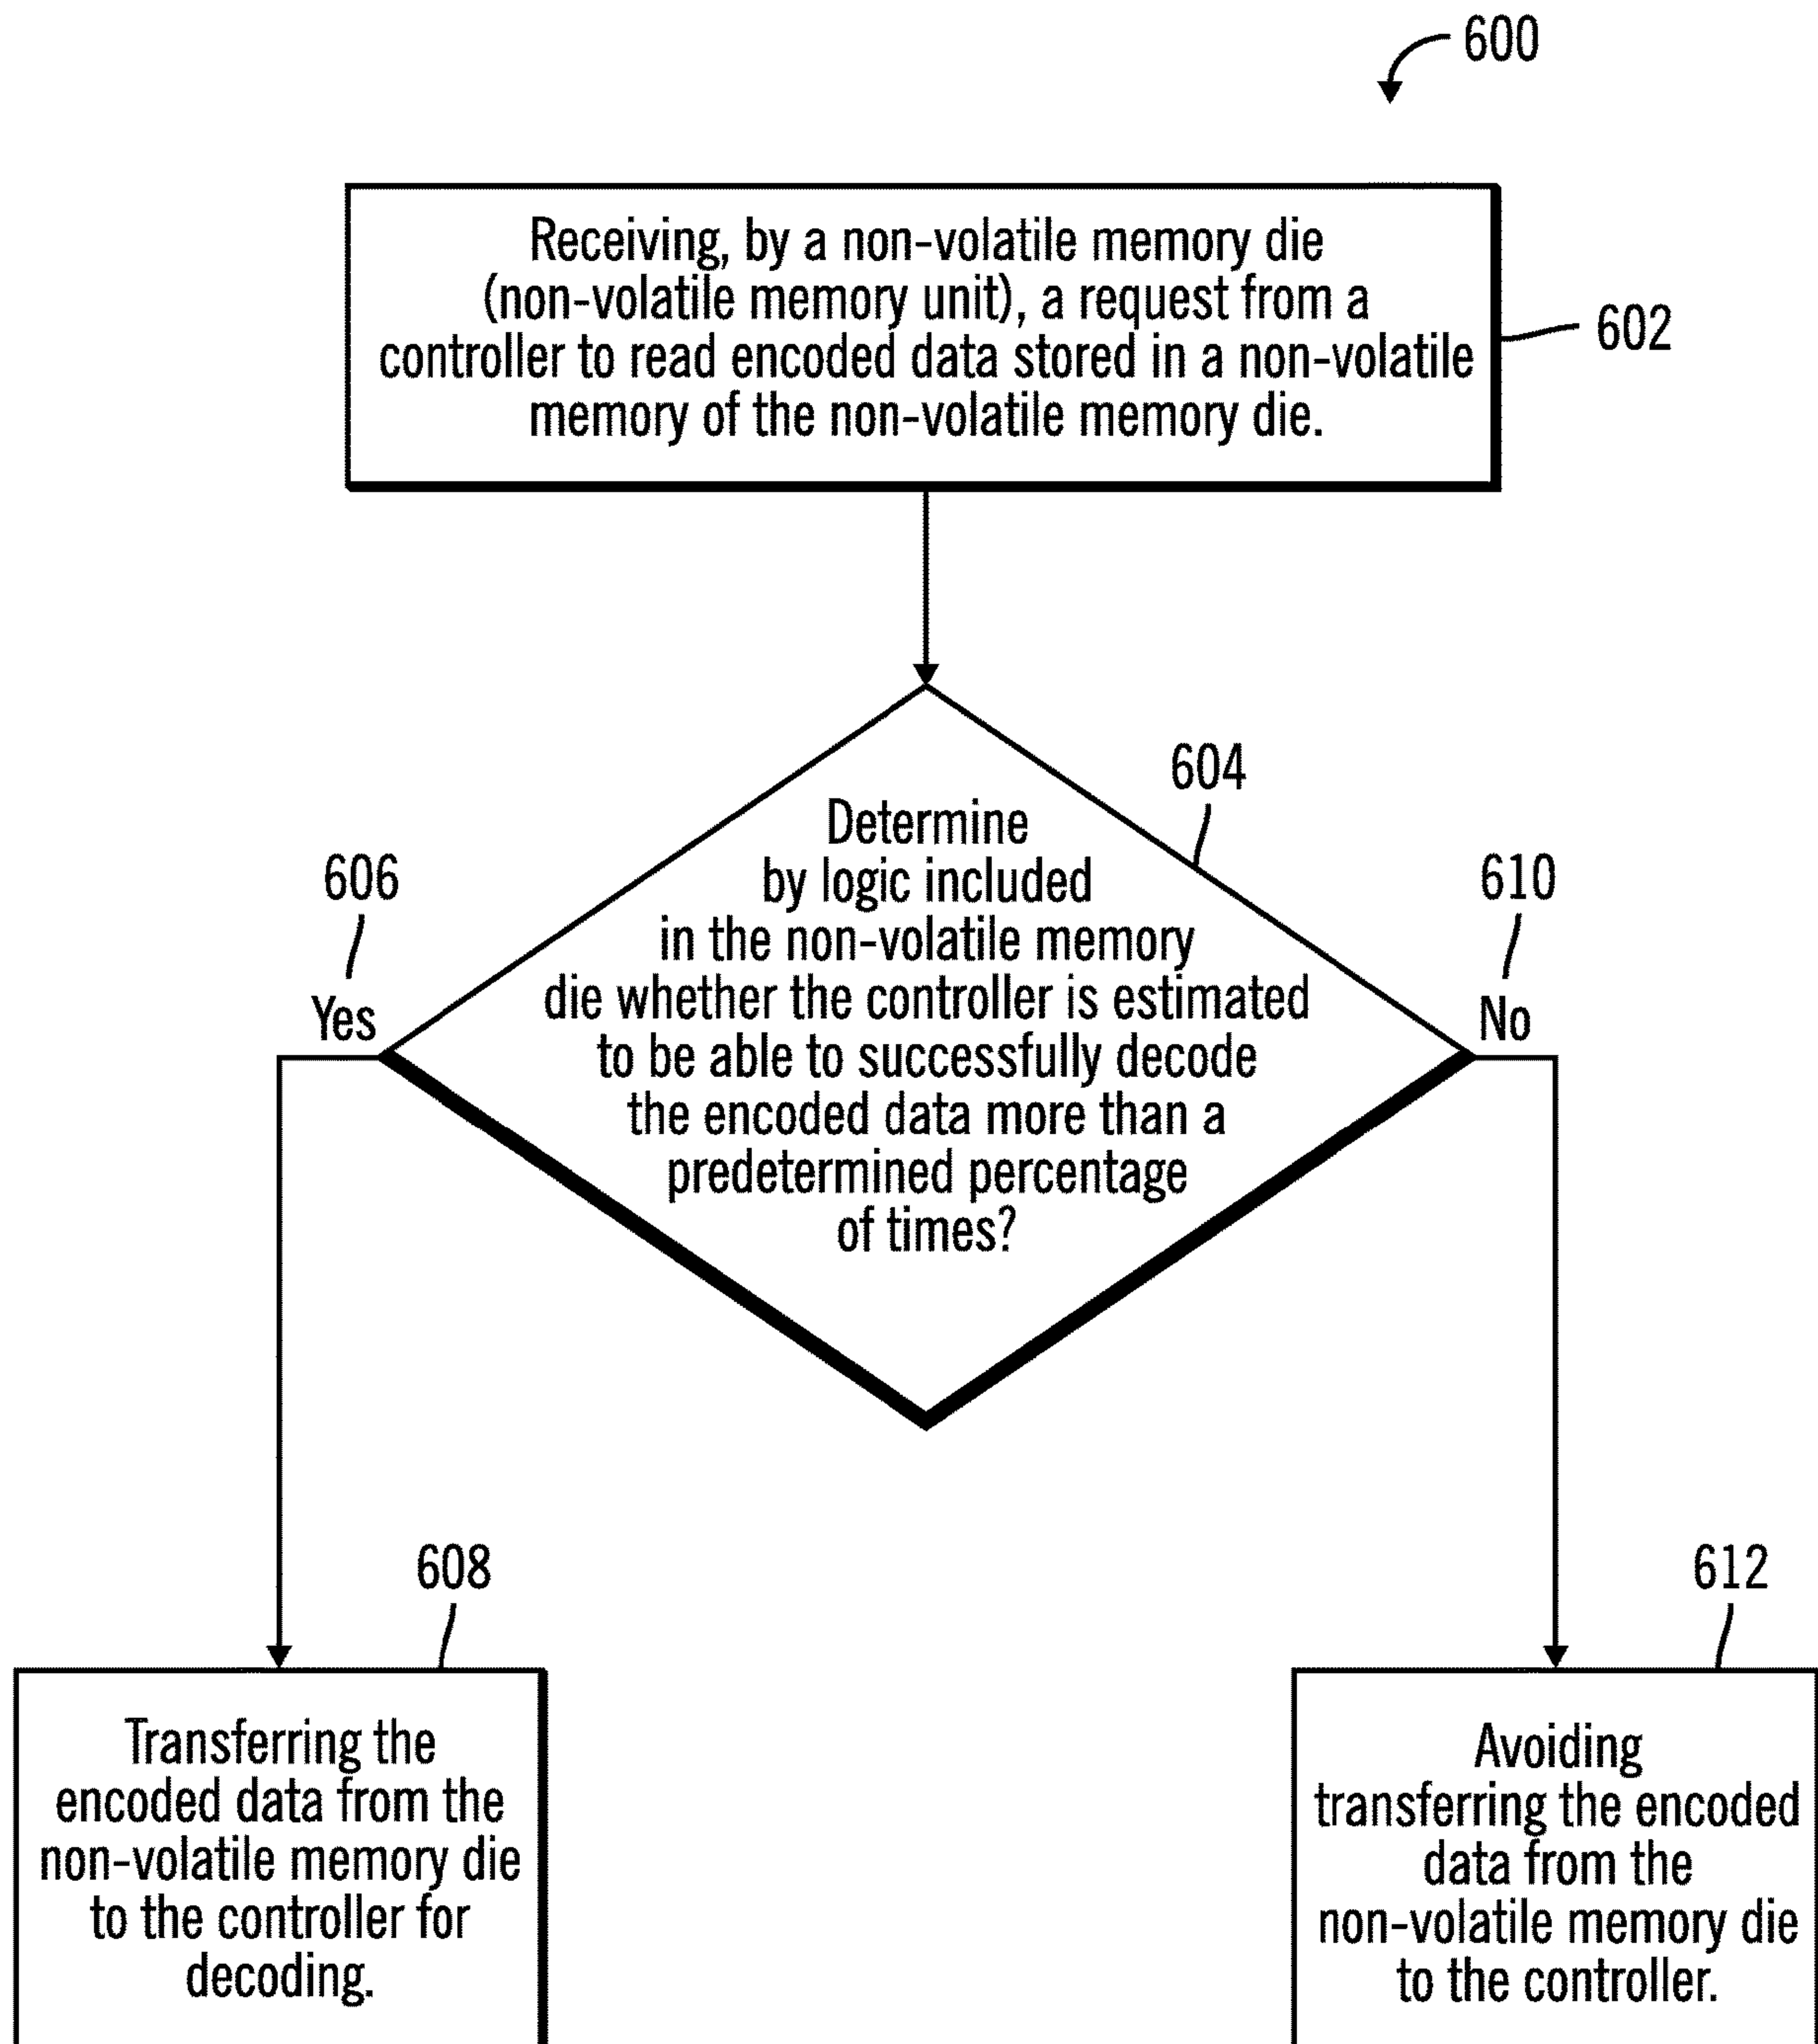 600
Receiving, by a non-volatile memory die
(non-volatile memory unit), a request from a
controller to read encoded data stored in a non-volatile
memory of the non-volatile memory die.
602
604
Determine
by logic included
in the non-volatile memory
die whether the controller is estimated
to be able to successfully decode
the encoded data more than a
predetermined percentage
of times?
606
Yes
610
No
608
Transferring the
encoded data from the
non-volatile memory die
to the controller for
decoding.
612
Avoiding
transferring the encoded
data from the
non-volatile memory die
to the controller.